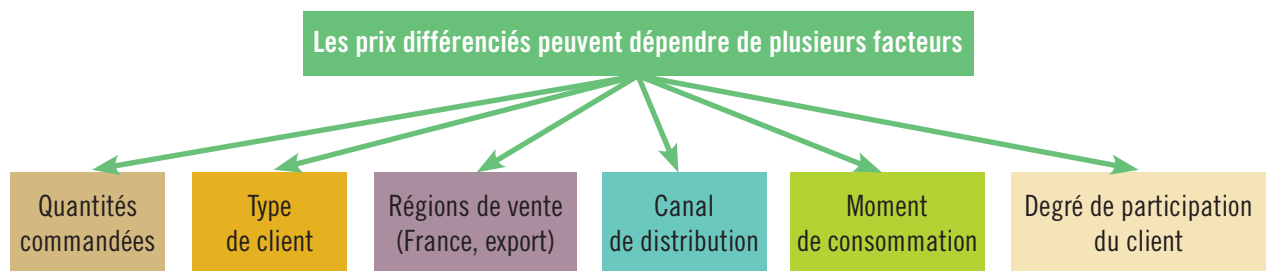 Les prix différenciés peuvent dépendre de plusieurs facteurs
Quantités
commandées
Type
de client
Régions de vente
(France, export)
Canal
de distribution
Moment
de consommation
Degré de participation
du client